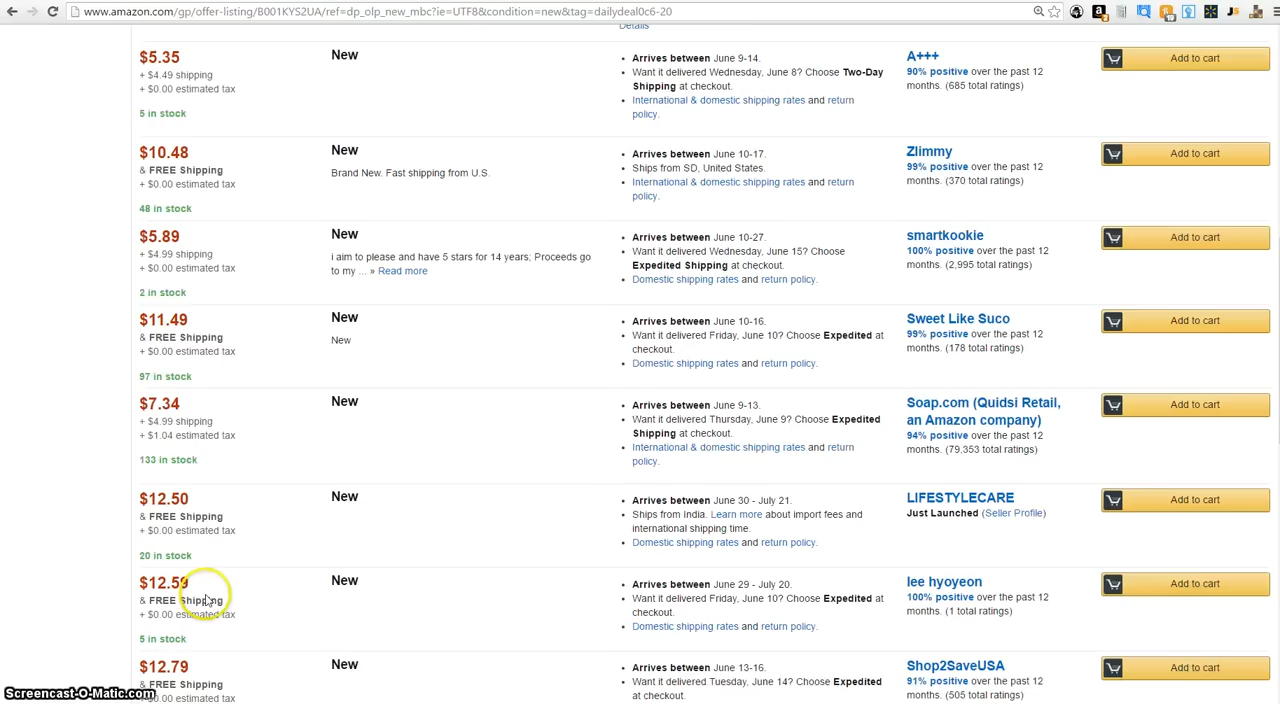 www.amazon.com/gp/offer-listing/B001KYS2UA/ref=dp_olp_new_mbc?ie=UTF8&condition=new&tag=dailydeal0c6-20
Details
$5.35
+ $4.49 shipping
+ $0.00 estimated tax
5 in stock
New
Arrives between June 9-14.
Want it delivered Wednesday, June 8? Choose Two-Day
Shipping at checkout.
International & domestic shipping rates and return
policy.
A+++
90% positive over the past 12
months. (685 total ratings)
Add to cart
$10.48
& FREE Shipping
+ $0.00 estimated tax
48 in stock
New
Brand New. Fast shipping from U.S.
Arrives between June 10-17.
Ships from SD, United States.
International & domestic shipping rates and return
policy.
Zlimmy
99% positive over the past 12
months. (370 total ratings)
Add to cart
$5.89
+ $4.99 shipping
+ $0.00 estimated tax
2 in stock
New
i aim to please and have 5 stars for 14 years; Proceeds go
to my ... » Read more
Arrives between June 10-27.
Want it delivered Wednesday, June 15? Choose
Expedited Shipping at checkout.
Domestic shipping rates and return policy.
smartkookie
100% positive over the past 12
months. (2,995 total ratings)
Add to cart
$11.49
& FREE Shipping
+ $0.00 estimated tax
97 in stock
New
New
Arrives between June 10-16.
Want it delivered Friday, June 10? Choose Expedited at
checkout.
Domestic shipping rates and return policy.
Sweet Like Suco
99% positive over the past 12
months. (178 total ratings)
Add to cart
$7.34
+ $4.99 shipping
+ $1.04 estimated tax
133 in stock
New
Arrives between June 9-13.
Want it delivered Thursday, June 9? Choose Expedited
Shipping at checkout.
International & domestic shipping rates and return
policy.
Soap.com (Quidsi Retail,
an Amazon company)
94% positive over the past 12
months. (79,353 total ratings)
Add to cart
$12.50
& FREE Shipping
+ $0.00 estimated tax
20 in stock
New
Arrives between June 30 - July 21.
Ships from India. Learn more about import fees and
international shipping time.
Domestic shipping rates and return policy.
LIFESTYLECARE
Just Launched (Seller Profile)
Add to cart
$12.59
& FREE Shipping
+ $0.00 estimated tax
5 in stock
New
Arrives between June 29 - July 20.
Want it delivered Friday, June 10? Choose Expedited at
checkout.
Domestic shipping rates and return policy.
lee hyoyeon
100% positive over the past 12
months. (1 total ratings)
Add to cart
$12.79
& FREE Shipping
+ $0.00 estimated tax
New
Arrives between June 13-16.
Want it delivered Tuesday, June 14? Choose Expedited
at checkout.
Shop2SaveUSA
91% positive over the past 12
months. (505 total ratings)
Add to cart
Screencast-O-Matic.com